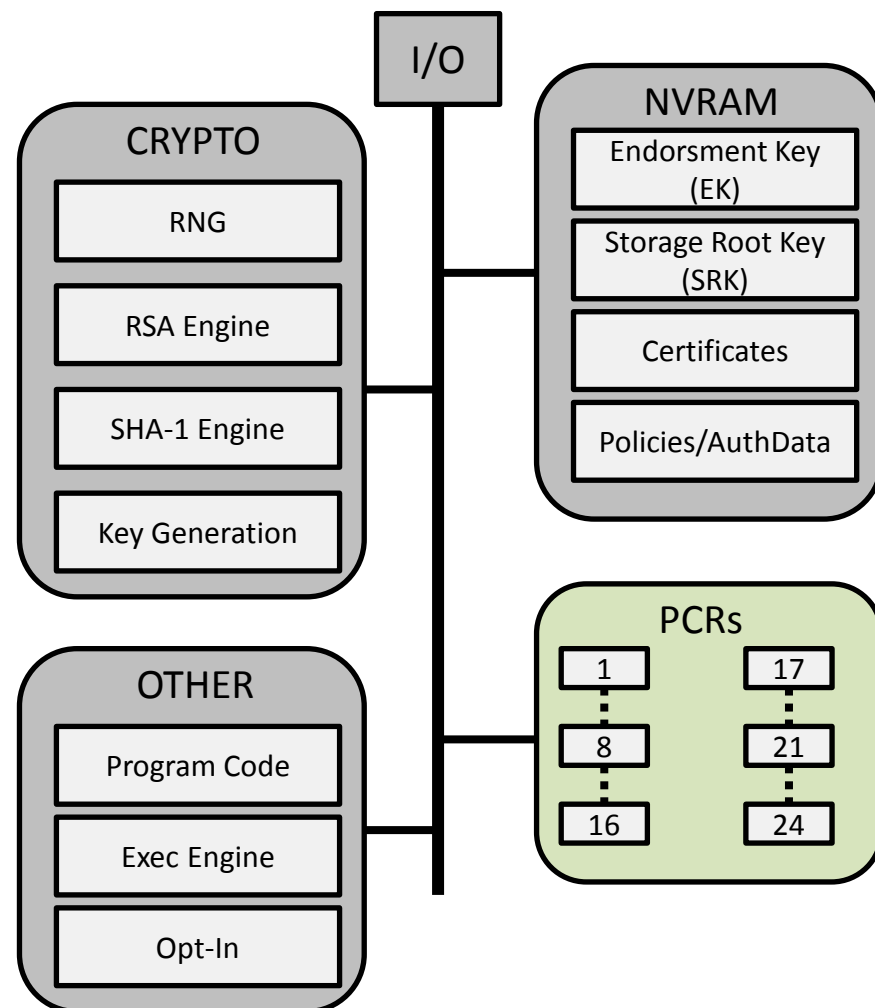 I/O
CRYPTO
RNG
RSA Engine
SHA-1 Engine
Key Generation
NVRAM
Endorsment Key
(EK)
Storage Root Key
(SRK)
Certificates
Policies/AuthData
OTHER
Program Code
Exec Engine
Opt-In
PCRs
1
17
8
21
16
24